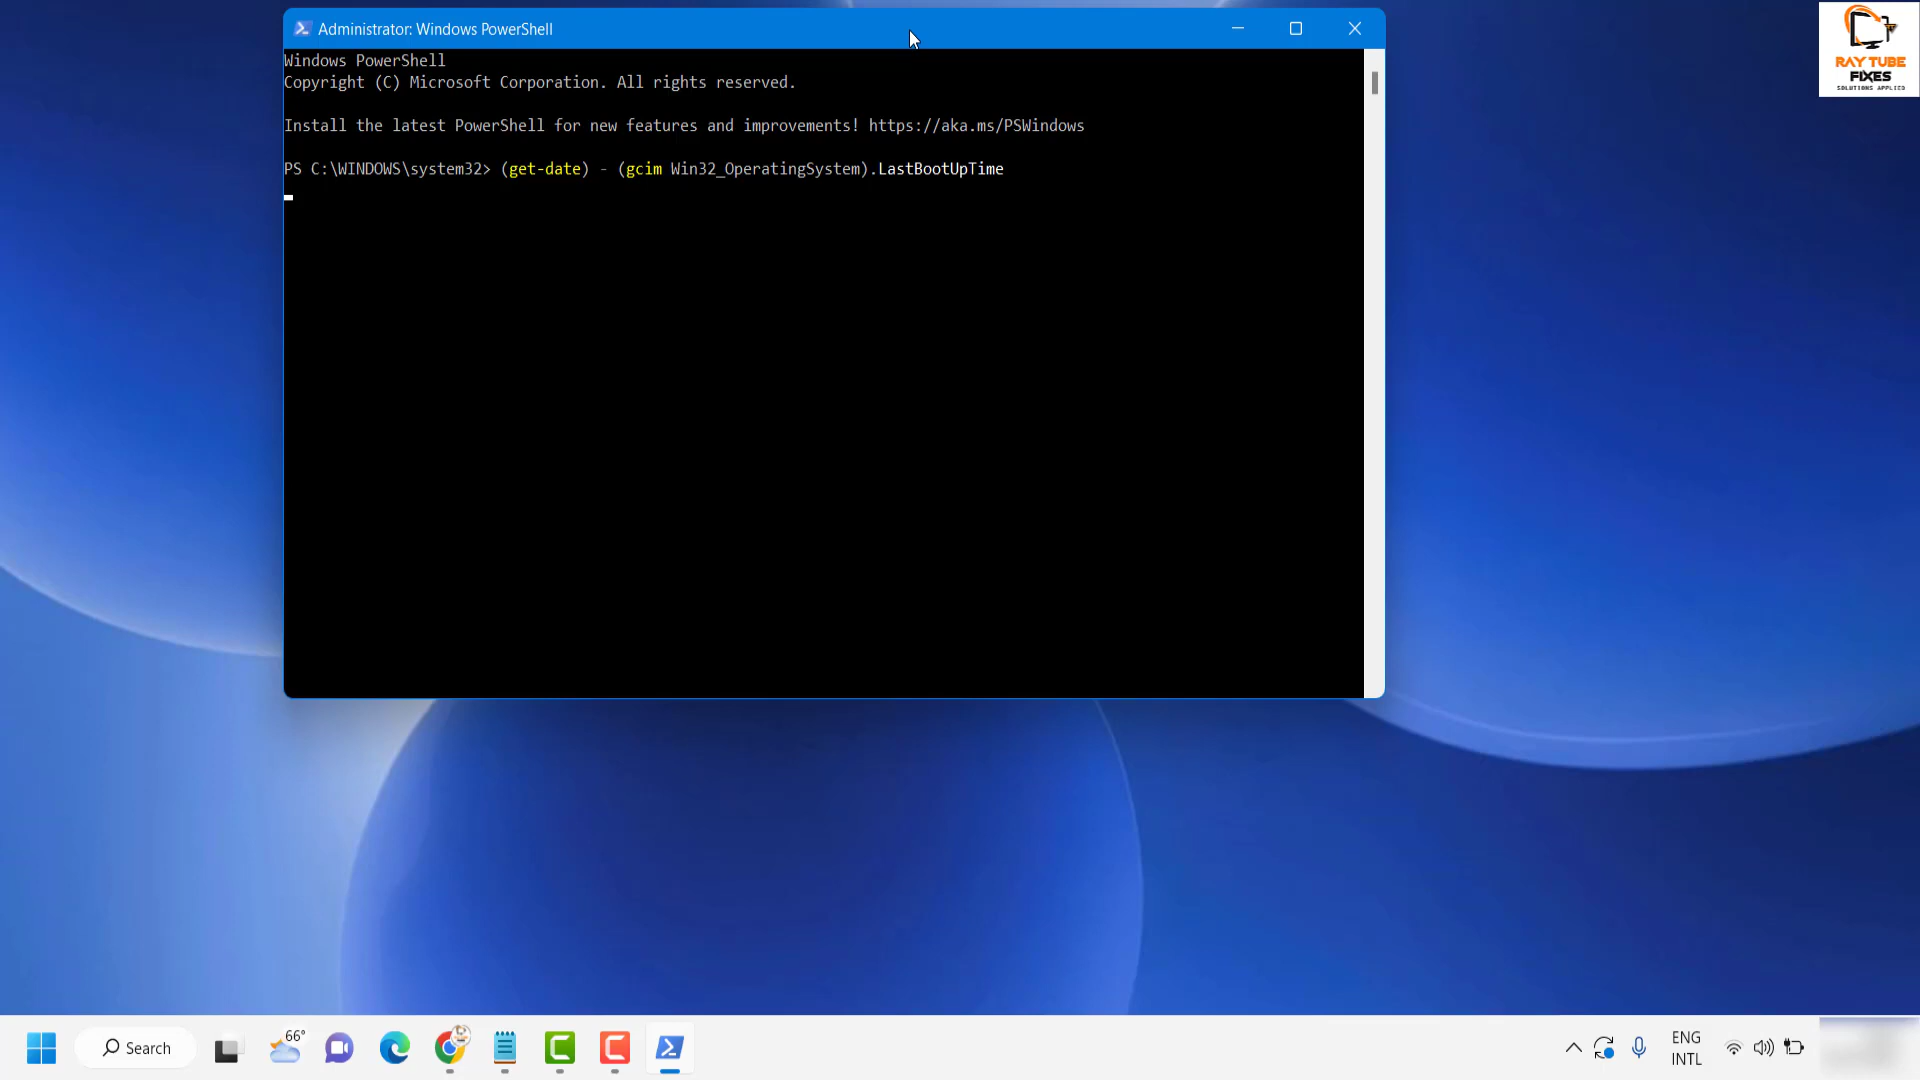 Administrator: Windows PowerShell
Windows PowerShell
Copyright (C) Microsoft Corporation. All rights reserved.
Install the latest PowerShell for new features and improvements! https://aka.ms/PSWindows
PS C:\WINDOWS\system32> (get-date) - (gcim Win32_OperatingSystem).LastBootUpTime
RAY TUBE
FIXES
SOLUTIONS APPLIED
Search
66°
ENG
INTL